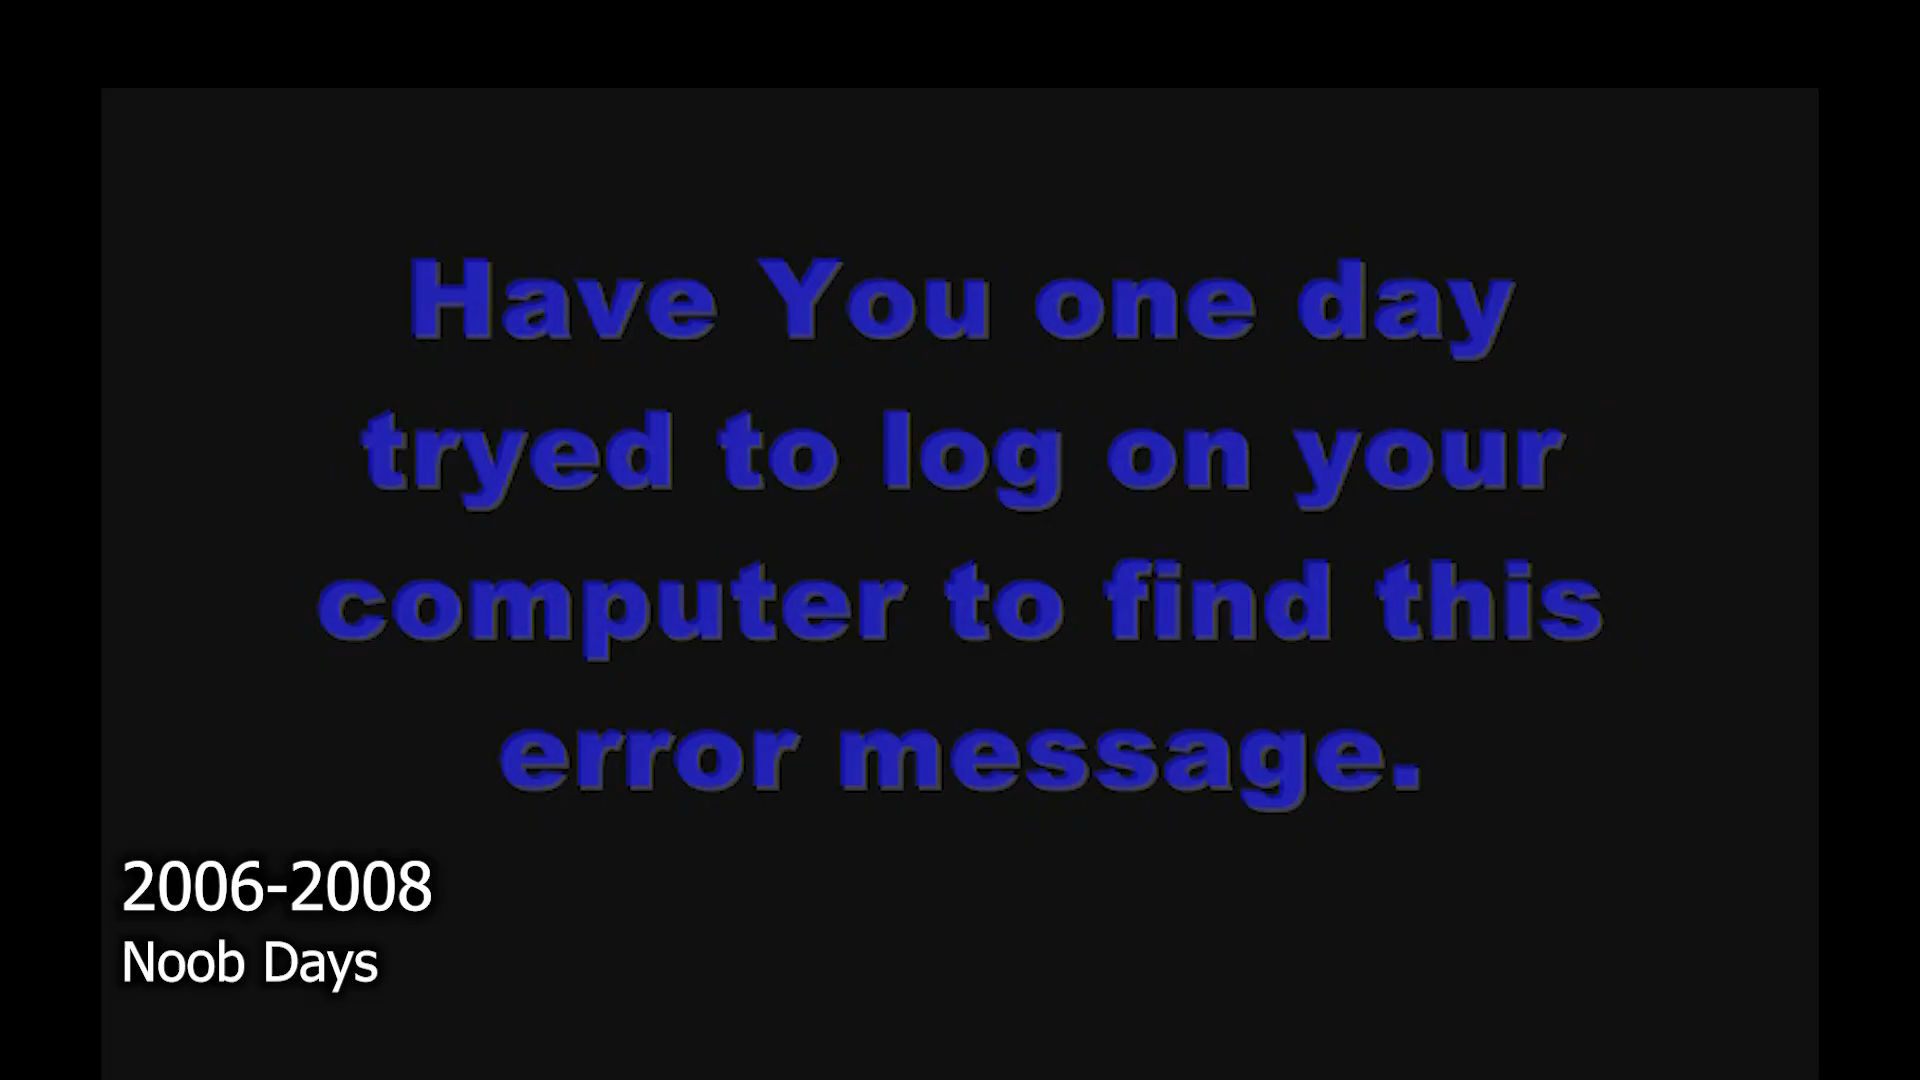 Have You one day
tryed to log on your
computer to find this
error message.
2006-2008
Noob Days